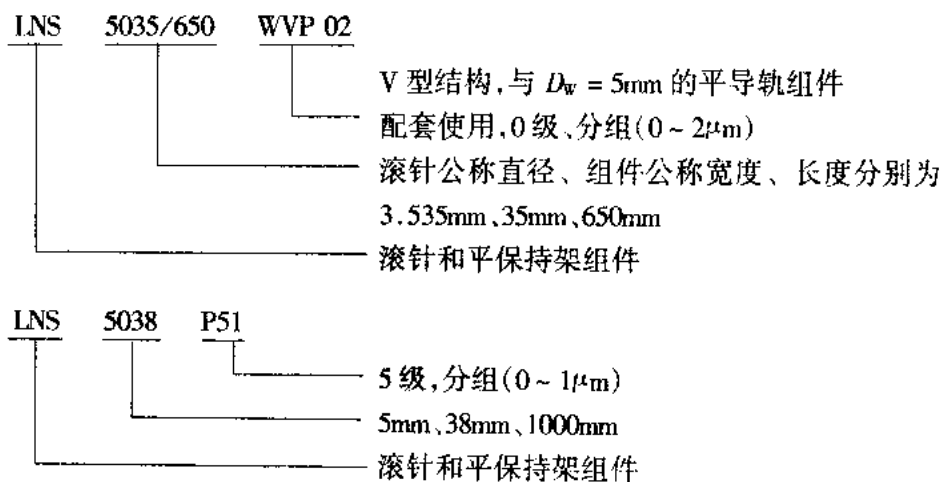 LNS 5035/650 WVP 02
V 型结构,与 Dw = 5mm 的平导轨组件
配套使用,0 级、分组(0 ~ 2μm)
滚针公称直径、组件公称宽度、长度分别为
3.535mm、35mm、650mm
滚针和平保持架组件
LNS 5038 P51
5 级,分组(0 ~ 1μm)
5mm、38mm、1000mm
滚针和平保持架组件